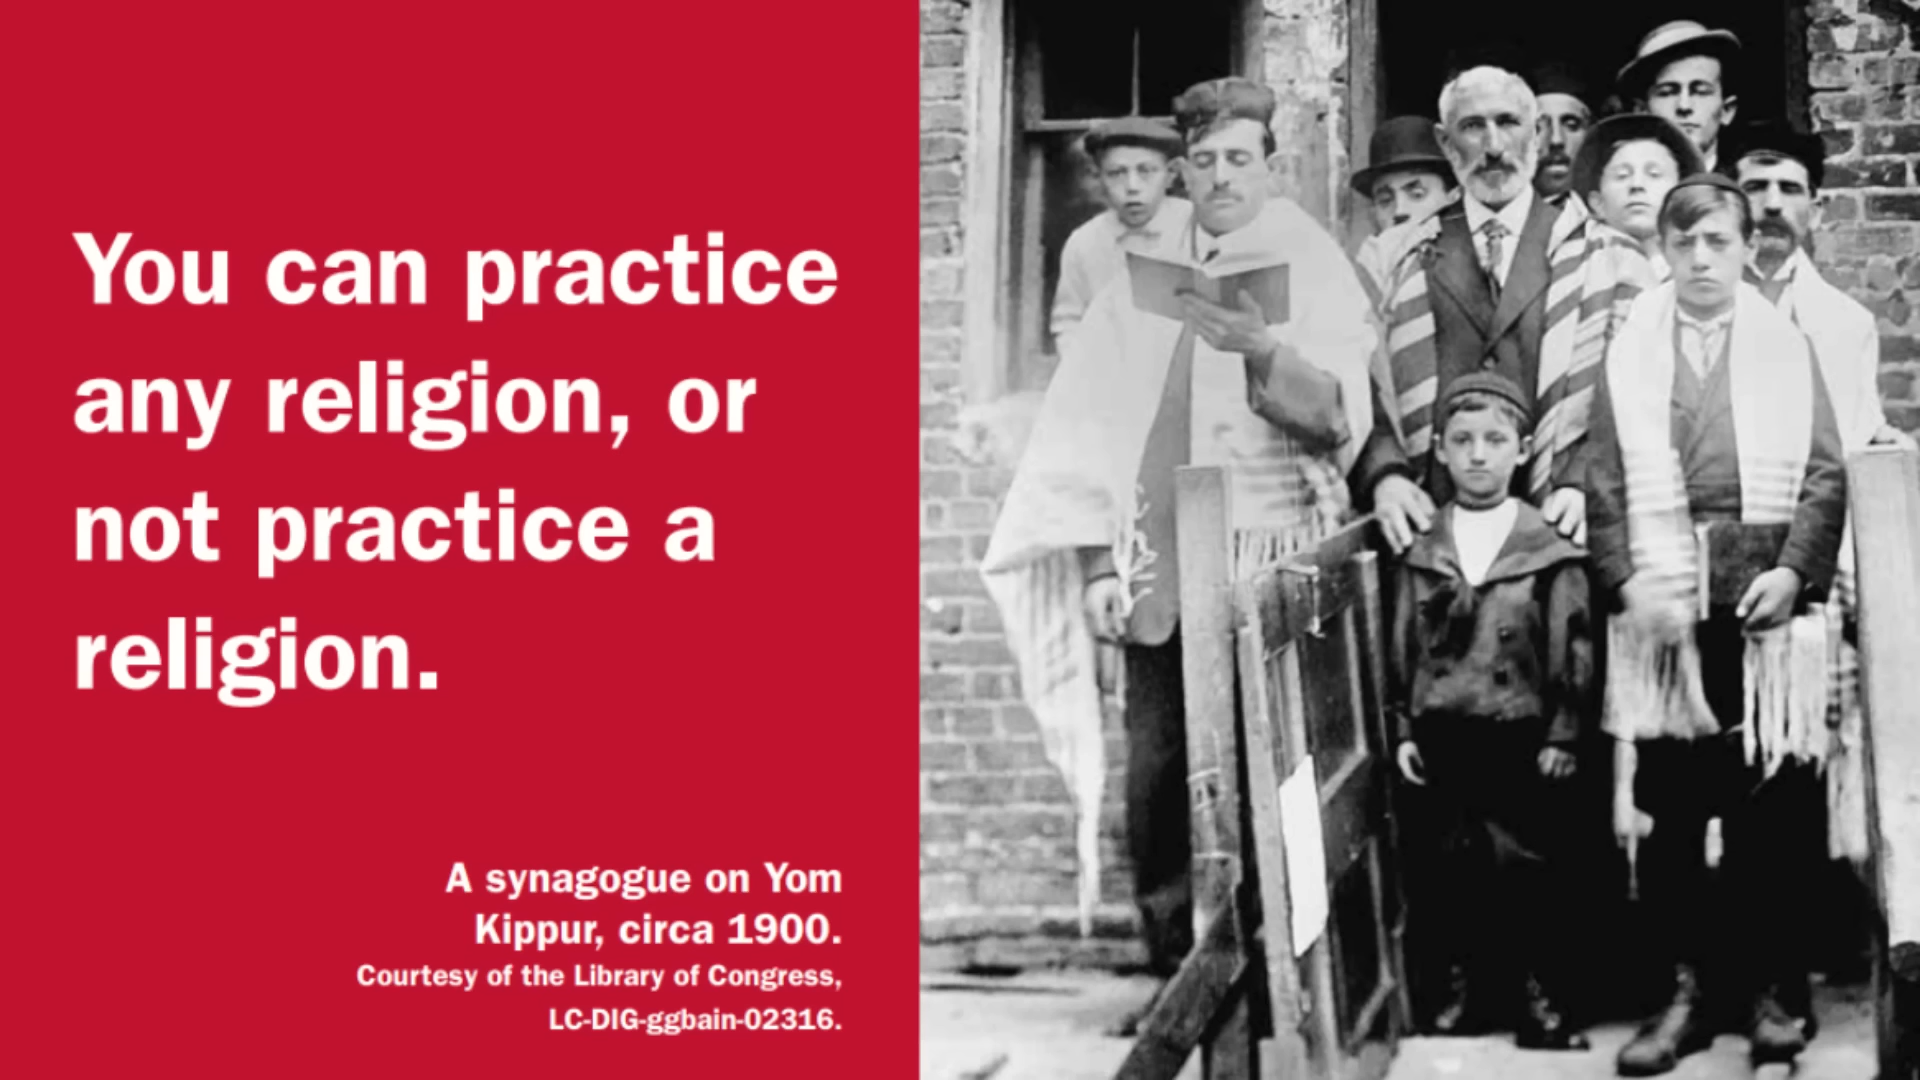 You can practice
any religion, or
not practice a
religion.
A synagogue on Yom
Kippur, circa 1900.
Courtesy of the Library of Congress,
LC-DIG-ggbain-02316.